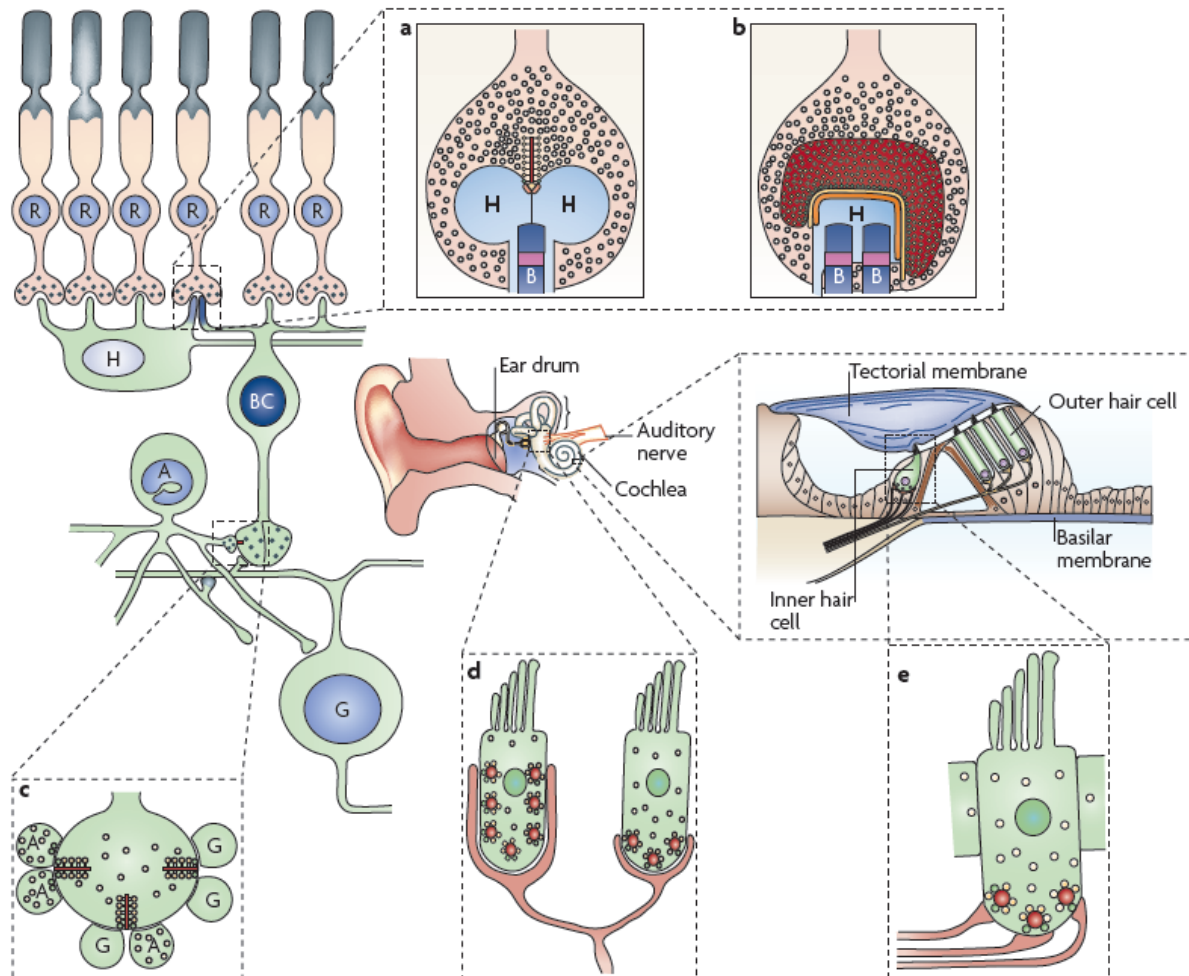 a
b
R R R R R R
H H
B
H
B B
H
BC
A
Ear drum
Auditory
nerve
Cochlea
Tectorial membrane
Outer hair cell
Basilar
membrane
Inner hair
cell
G
c
A
A
G
G
G
A
d
e